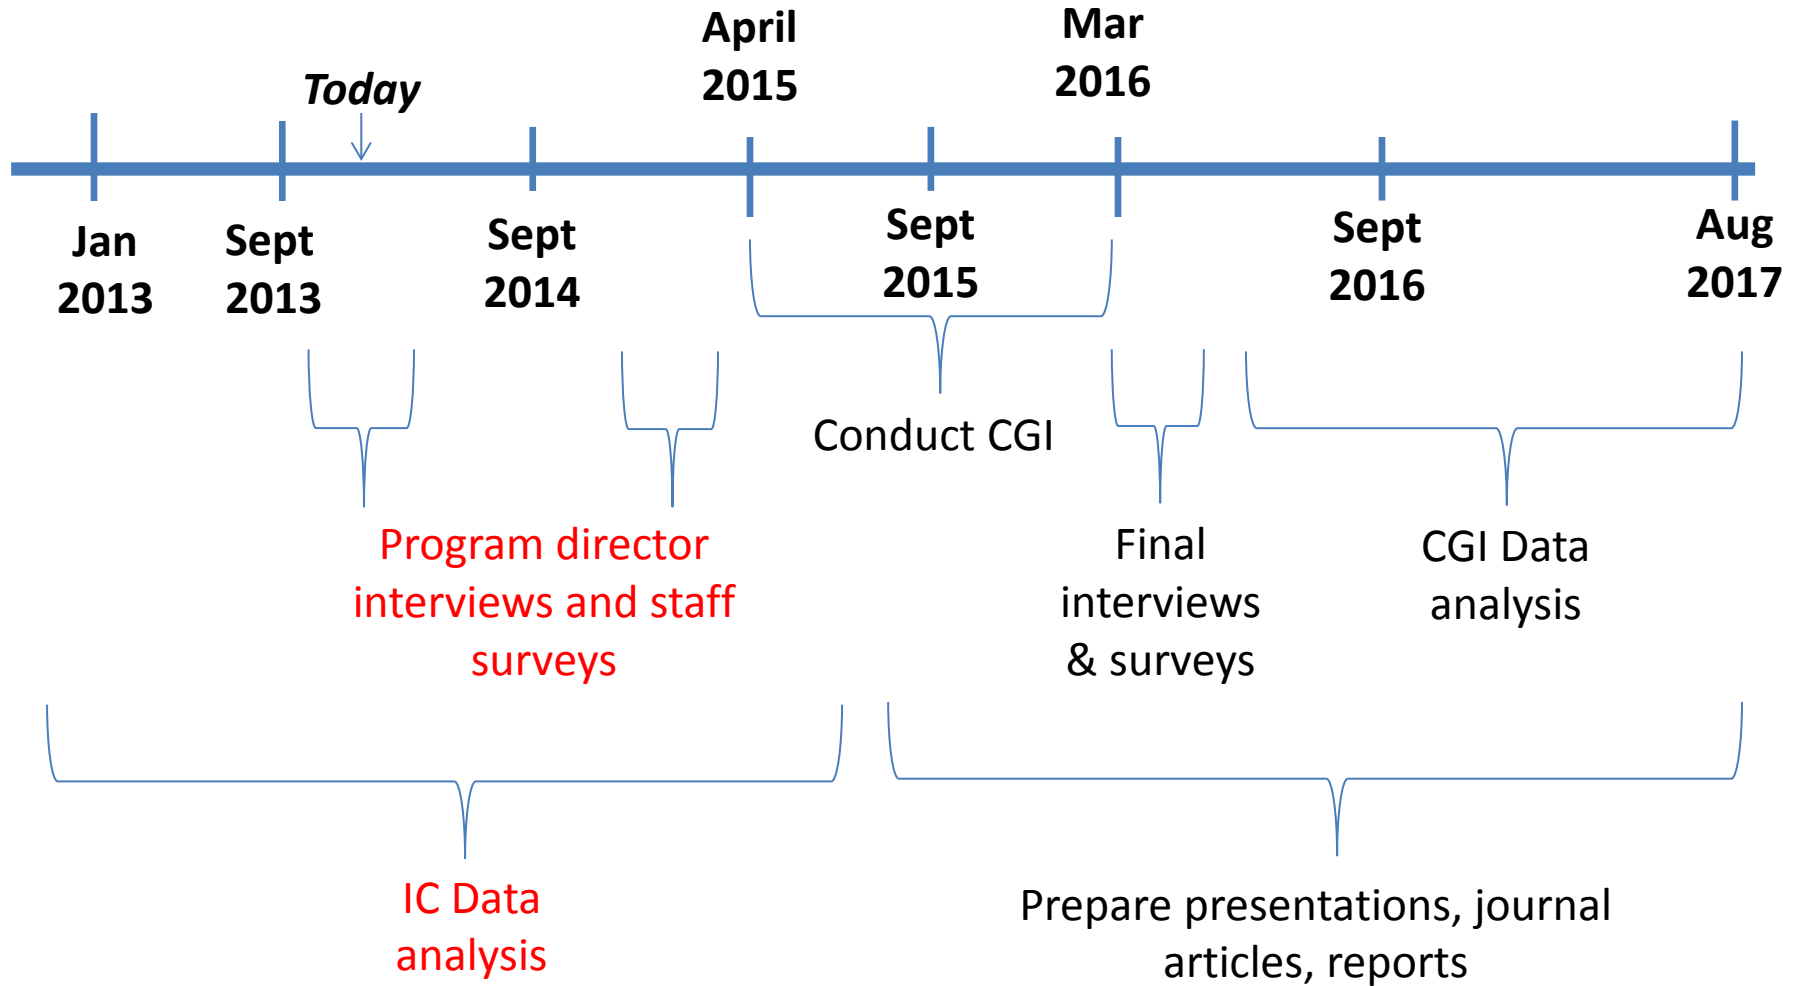 April
2015
Mar
2016
Today
Jan
2013
Sept
2013
Sept
2014
Sept
2015
Sept
2016
Aug
2017
Conduct CGI
Program director
interviews and staff
surveys
Final
interviews
& surveys
CGI Data
analysis
IC Data
analysis
Prepare presentations, journal
articles, reports